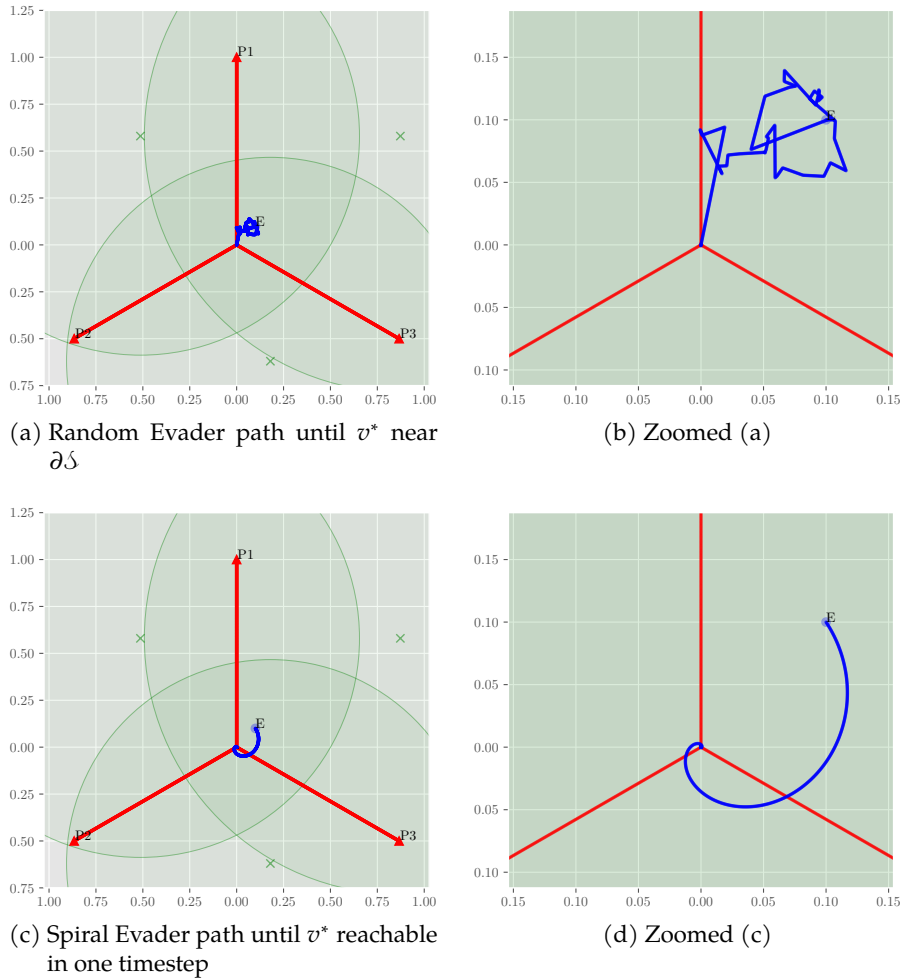 1.25
1.00
0.75
0.50
0.25
0.00
0.25
0.50
0.75
P1
E
P2
P3
1.00 0.75 0.50 0.25 0.00 0.25 0.50 0.75 1.00
(a) Random Evader path until v* near
∂𝒮
0.15
0.10
0.05
0.00
0.05
0.10
E
0.15 0.10 0.05 0.00 0.05 0.10 0.15
(b) Zoomed (a)
1.25
1.00
0.75
0.50
0.25
0.00
0.25
0.50
0.75
P1
E
P2
P3
1.00 0.75 0.50 0.25 0.00 0.25 0.50 0.75 1.00
(c) Spiral Evader path until v* reachable
in one timestep
0.15
0.10
0.05
0.00
0.05
0.10
E
0.15 0.10 0.05 0.00 0.05 0.10 0.15
(d) Zoomed (c)